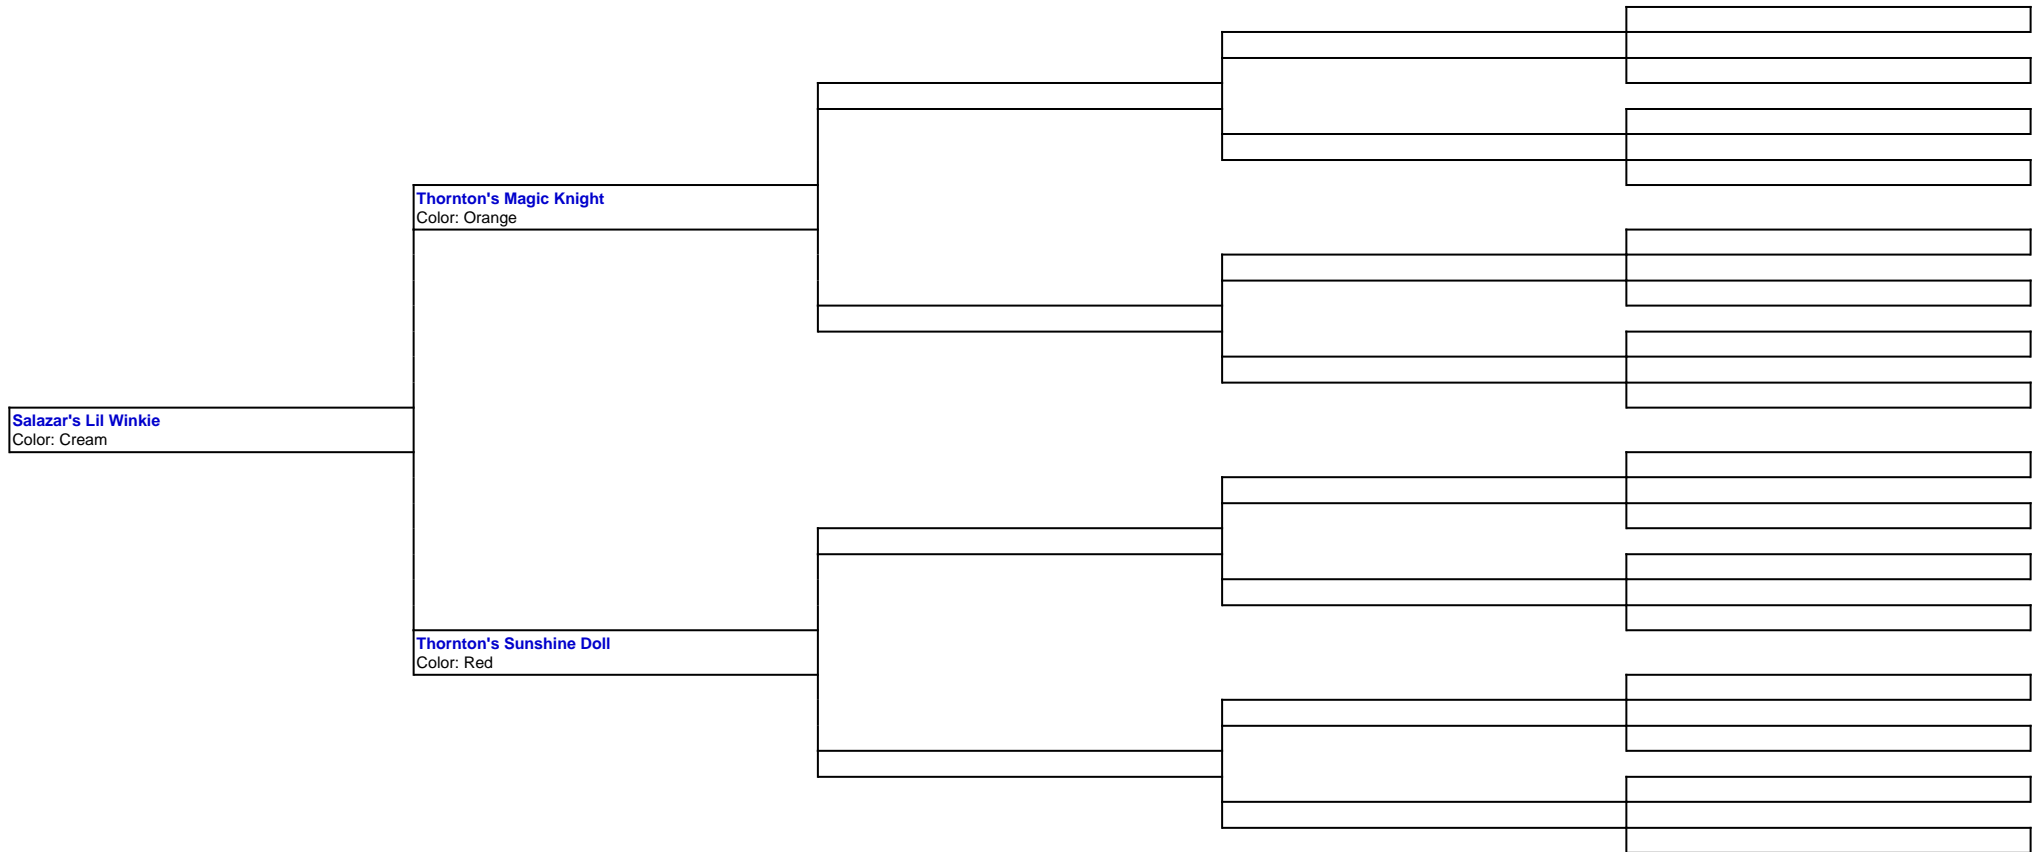 Thornton's Magic Knight
Color: Orange
Salazar's Lil Winkie
Color: Cream
Thornton's Sunshine Doll
Color: Red